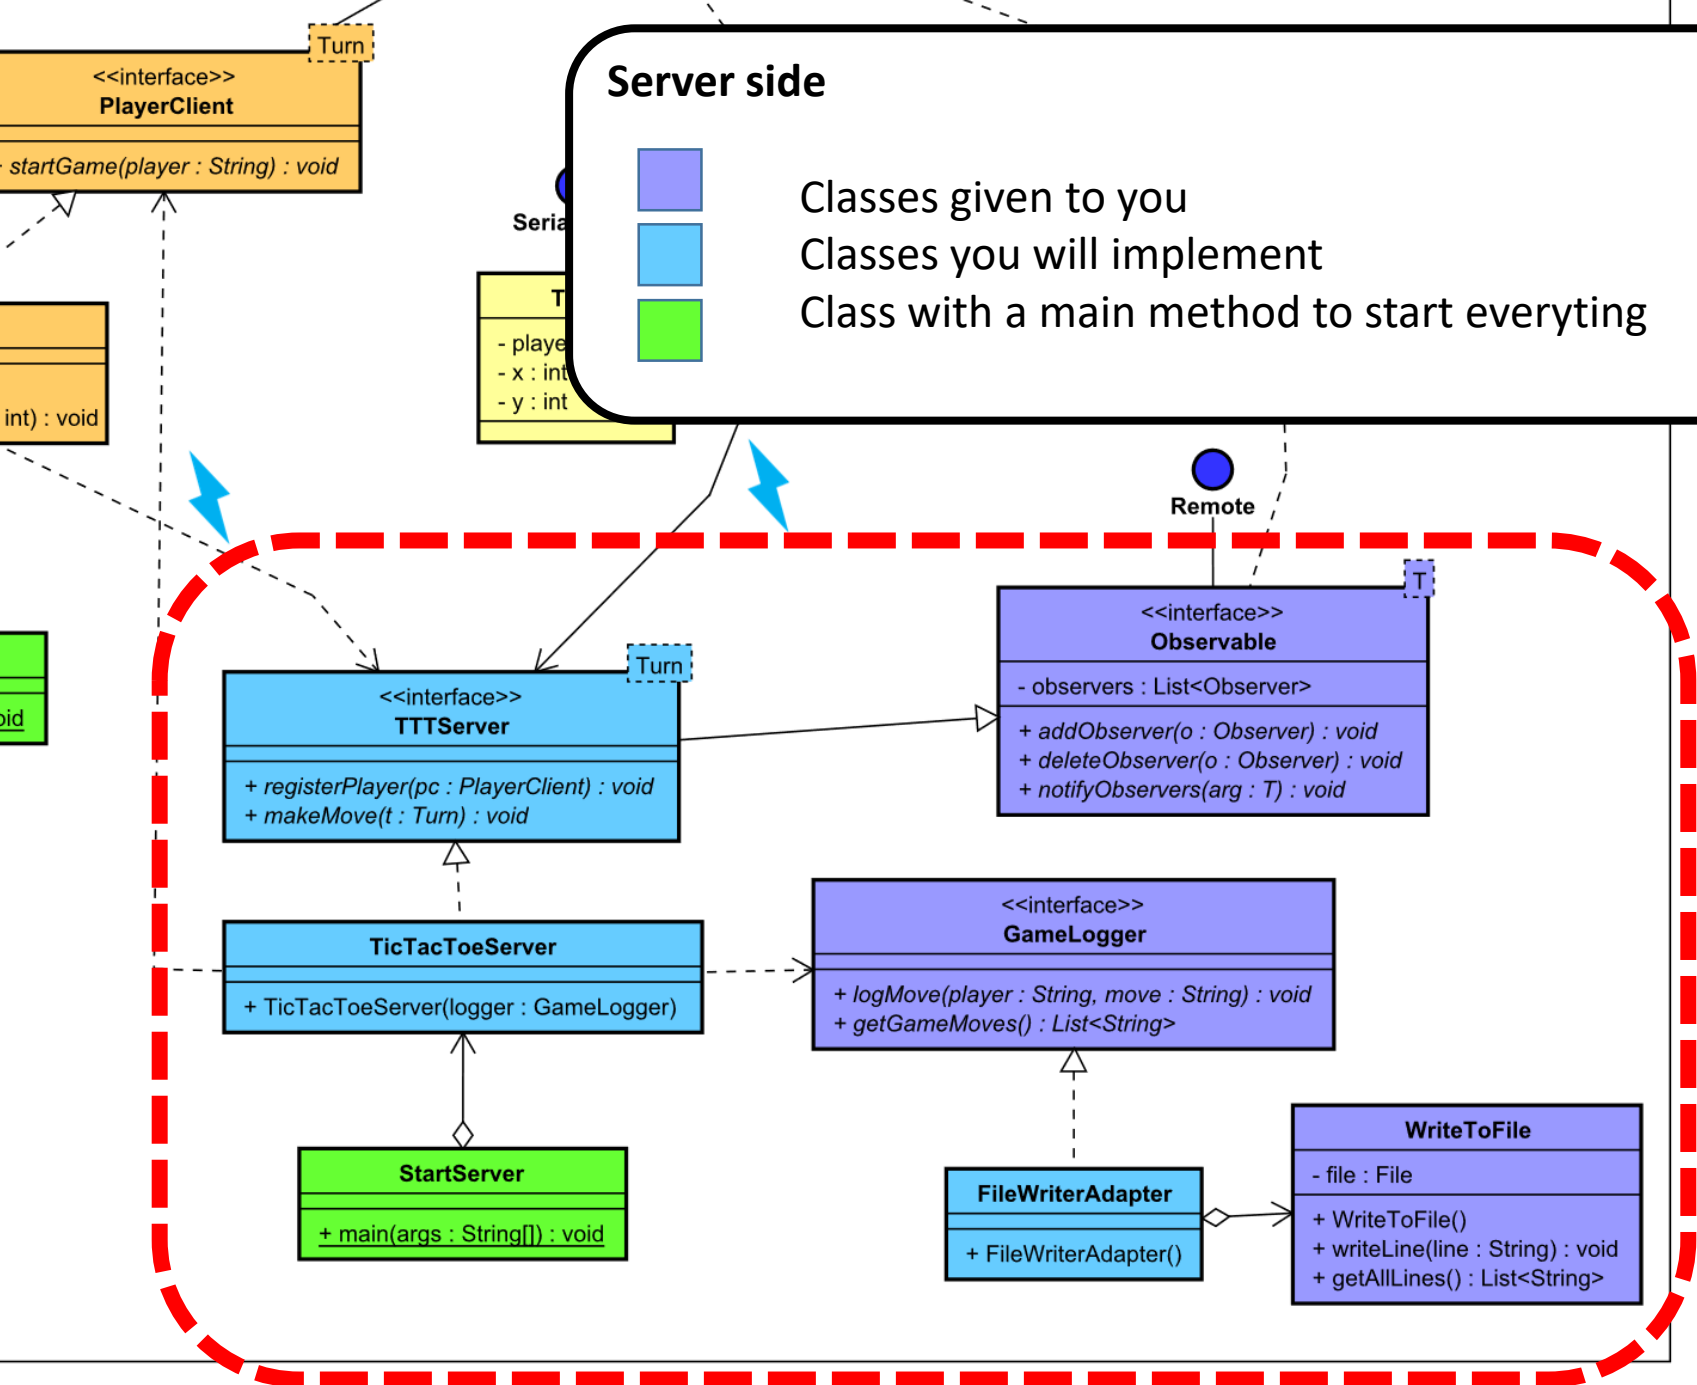 Turn
<<interface>>
PlayerClient
startGame(player : String) : void
Server side
Classes given to you
Classes you will implement
Class with a main method to start everyting
Seria
T
- playe
- x : int
- y : int
int) : void
Remote
T
<<interface>>
Observable
- observers : List<Observer>
+ addObserver(o : Observer) : void
+ deleteObserver(o : Observer) : void
+ notifyObservers(arg : T) : void
Turn
<<interface>>
TTTServer
+ registerPlayer(pc : PlayerClient) : void
+ makeMove(t : Turn) : void
oid
<<interface>>
GameLogger
+ logMove(player : String, move : String) : void
+ getGameMoves() : List<String>
TicTacToeServer
+ TicTacToeServer(logger : GameLogger)
StartServer
+ main(args : String[]) : void
FileWriterAdapter
+ FileWriterAdapter()
WriteToFile
- file : File
+ WriteToFile()
+ writeLine(line : String) : void
+ getAllLines() : List<String>